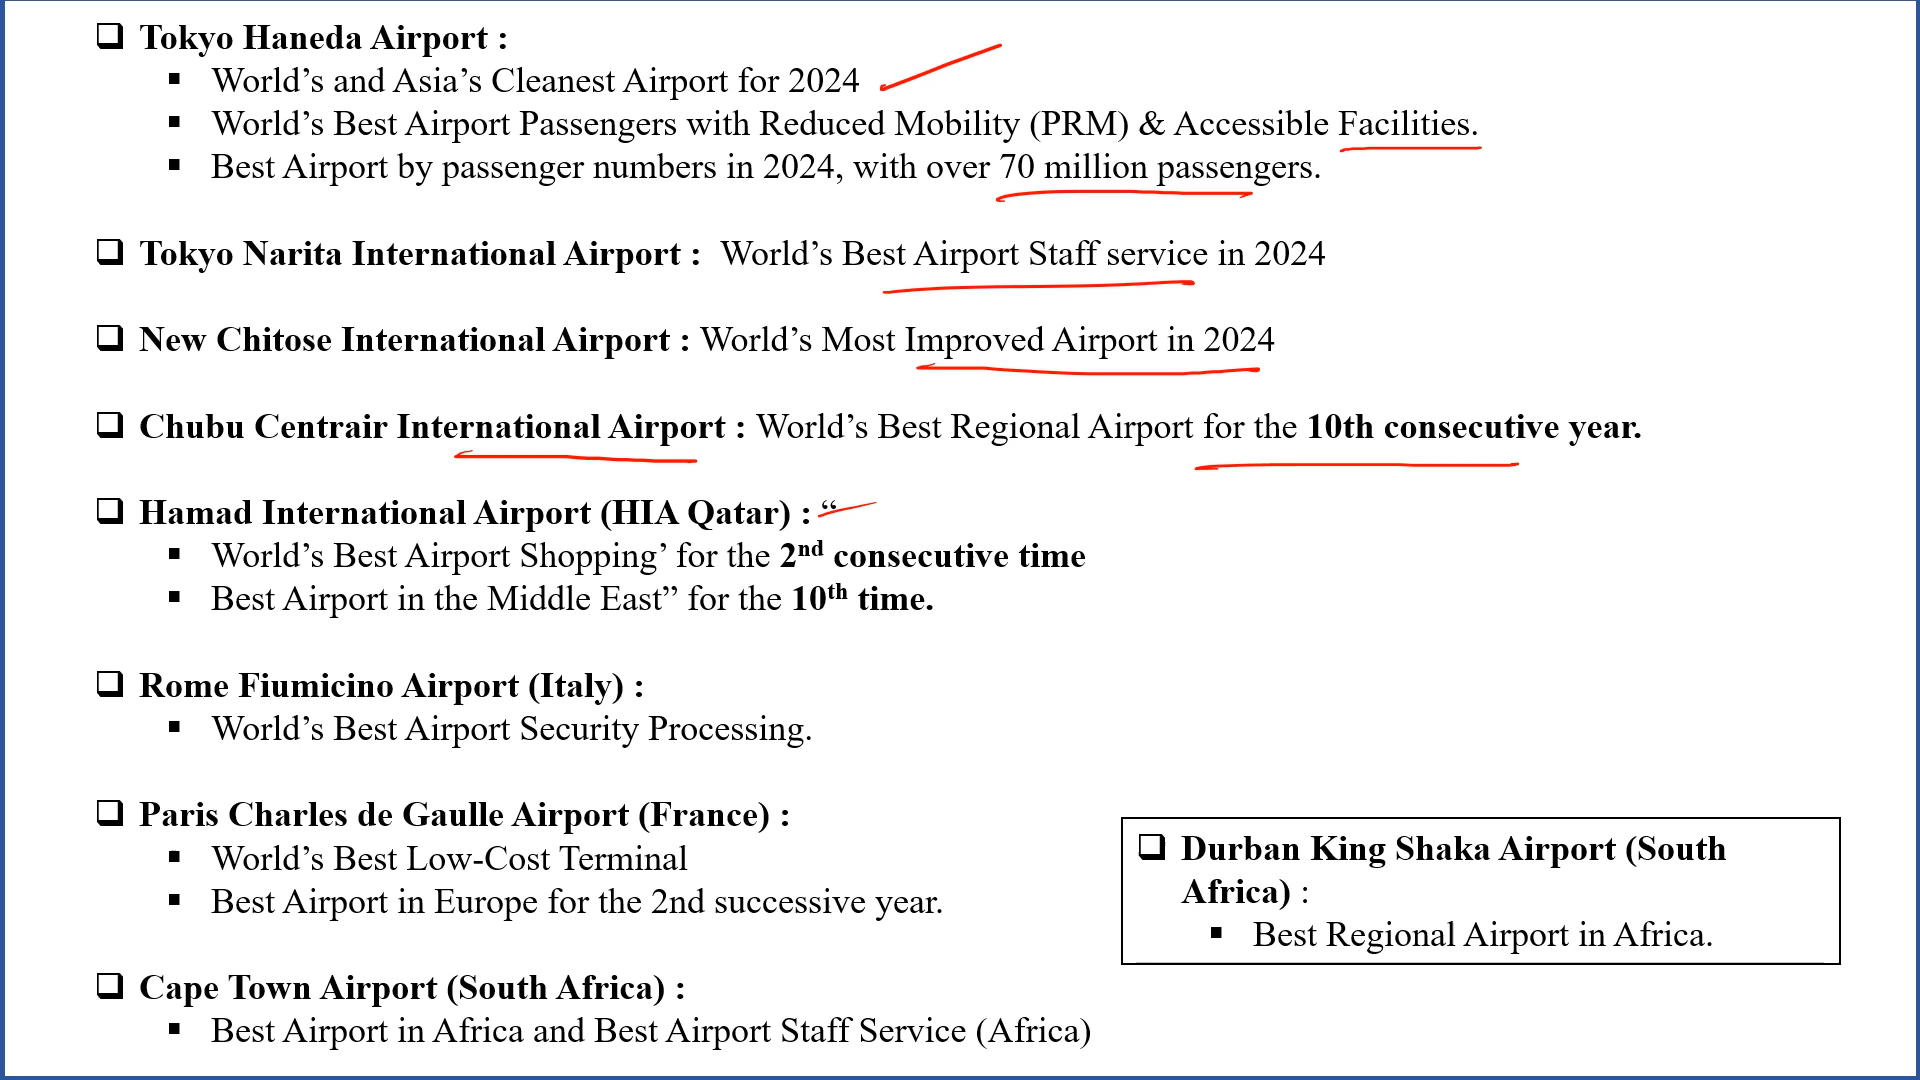 Tokyo Haneda Airport :
World’s and Asia’s Cleanest Airport for 2024
World’s Best Airport Passengers with Reduced Mobility (PRM) & Accessible Facilities.
Best Airport by passenger numbers in 2024, with over 70 million passengers.
Tokyo Narita International Airport : World’s Best Airport Staff service in 2024
New Chitose International Airport : World’s Most Improved Airport in 2024
Chubu Centrair International Airport : World’s Best Regional Airport for the 10th consecutive year.
Hamad International Airport (HIA Qatar) : “
World’s Best Airport Shopping’ for the 2nd consecutive time
Best Airport in the Middle East” for the 10th time.
Rome Fiumicino Airport (Italy) :
World’s Best Airport Security Processing.
Paris Charles de Gaulle Airport (France) :
World’s Best Low-Cost Terminal
Best Airport in Europe for the 2nd successive year.
Cape Town Airport (South Africa) :
Best Airport in Africa and Best Airport Staff Service (Africa)
Durban King Shaka Airport (South
Africa) :
Best Regional Airport in Africa.